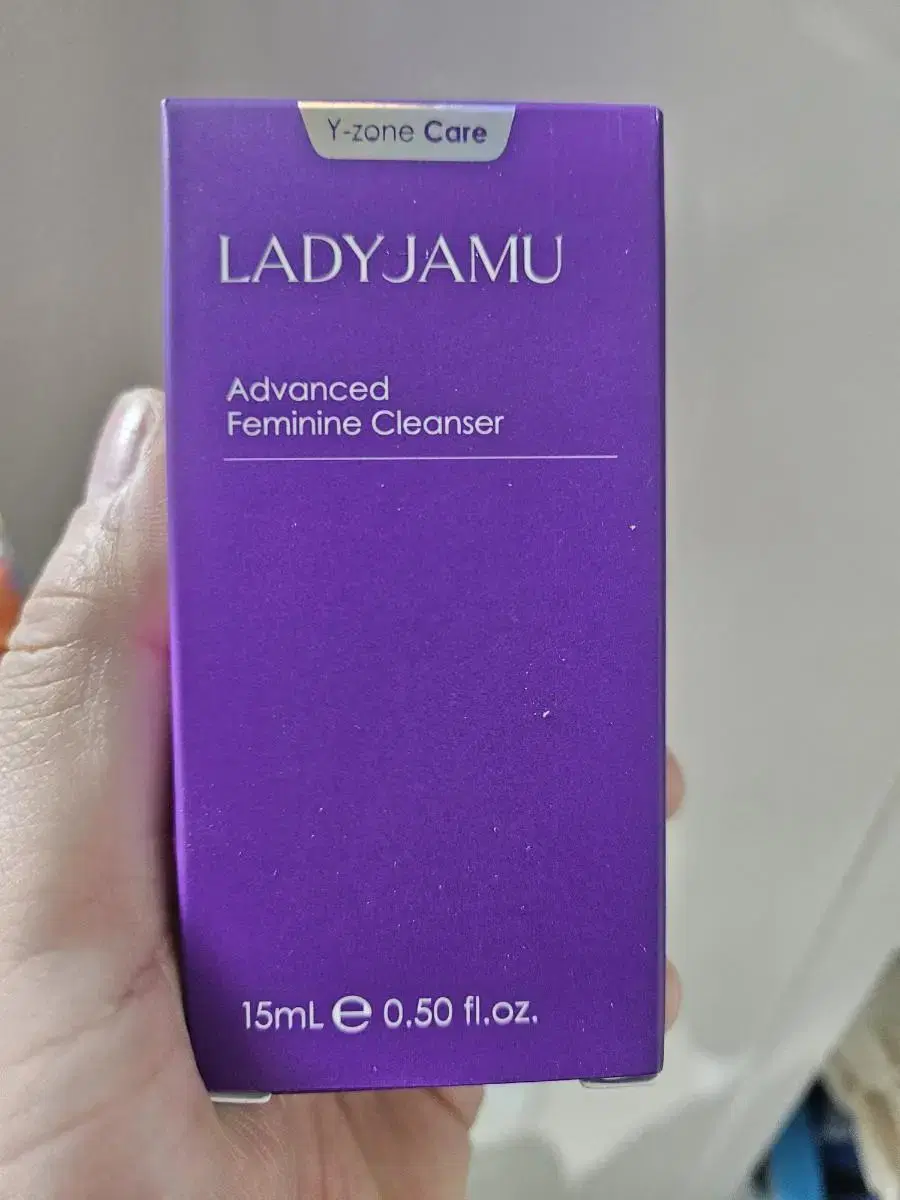 Y-zone Care
LADYJAMU
Advanced
Feminine Cleanser
15mL ℮ 0.50 fl.oz.